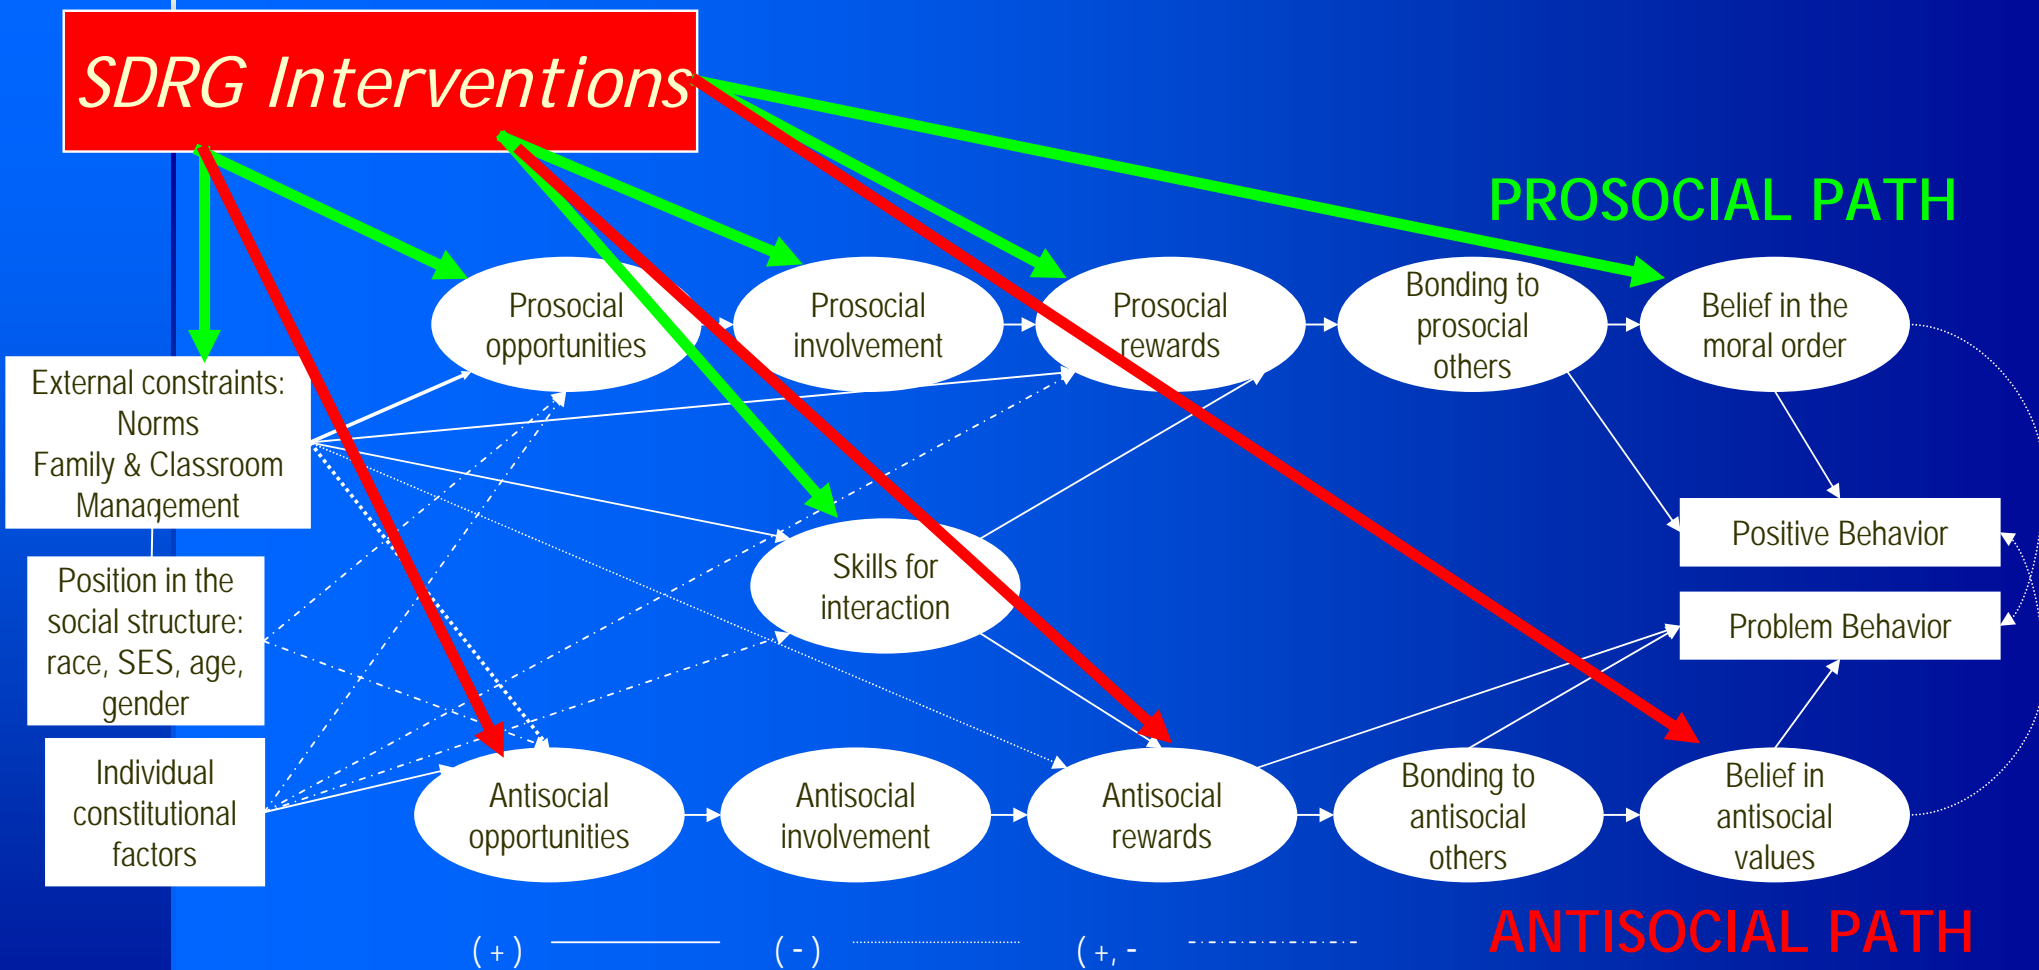 SDRG Interventions
PROSOCIAL PATH
Prosocial
opportunities
Prosocial
involvement
Prosocial
rewards
Bonding to
prosocial
others
Belief in the
moral order
External constraints:
Norms
Family & Classroom
Management
Position in the
social structure:
race, SES, age,
gender
Individual
constitutional
factors
Skills for
interaction
Positive Behavior
Problem Behavior
Antisocial
opportunities
Antisocial
involvement
Antisocial
rewards
Bonding to
antisocial
others
Belief in
antisocial
values
ANTISOCIAL PATH
(+)
(-)
(+,-